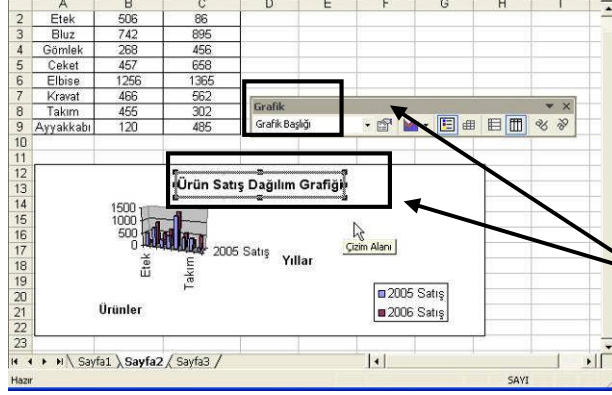 A B C D E F G H I
2 Etek 506 86
3 Bluz 742 895
4 Gömlek 268 456
5 Ceket 457 658
6 Elbise 1256 1365
7 Kravat 466 562
8 Takım 455 302
9 Ayyakkabı 120 485
10
11
12
13
14
15
16
17
18
19
20
21
22
23
Grafik
Grafik Başlığı
Ürün Satış Dağılım Grafiği
1500
1000
500
0
Etek
Takım
2005 Satış
Yıllar
Çizim Alanı
Ürünler
2005 Satış
2006 Satış
Sayfa1 Sayfa2 Sayfa3
Hazır SAYI